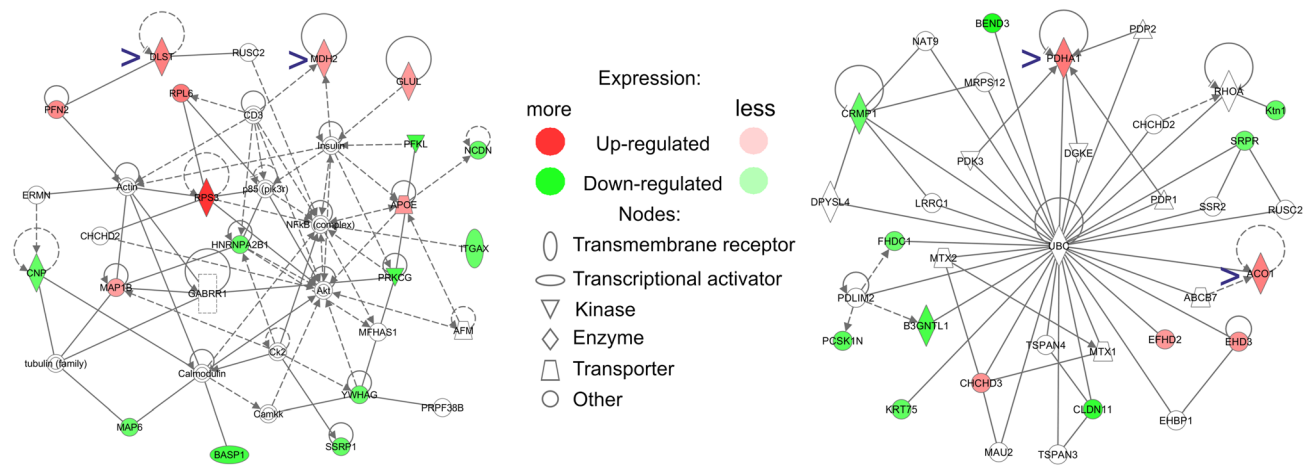 BEND3
PDP2
NAT9
>
DLST
RUSC2
>
MDH2
>
PDHA1
GLUL
Expression:
MRPS12
RHOA
PFN2
RPL6
more
less
CRMP1
Ktn1
CD3
CHCHD2
Up-regulated
Insulin
PFKL
NCDN
SRPR
PDK3
DGKE
Down-regulated
ERMN
Actin
RPS3
p85 (pik3r)
APOE
DPYSL4
LRRC1
PDP1
SSR2
RUSC2
Nodes:
NFkB (complex)
CHCHD2
HNRNPA2B1
ITGAX
Transmembrane receptor
FHDC1
UBC
MTX2
CNP
MAP1B
GABRR1
PRKCG
Akt
Transcriptional activator
>
ACO1
PDLIM2
ABCB7
Kinase
MFHAS1
AFM
B3GNTL1
PCSK1N
Enzyme
TSPAN4
MTX1
EFHD2
EHD3
tubulin (family)
Calmodulin
Ck2
Transporter
CHCHD3
YWHAG
Other
Camkk
PRPF38B
KRT75
CLDN11
EHBP1
MAP6
BASP1
SSRP1
MAU2
TSPAN3